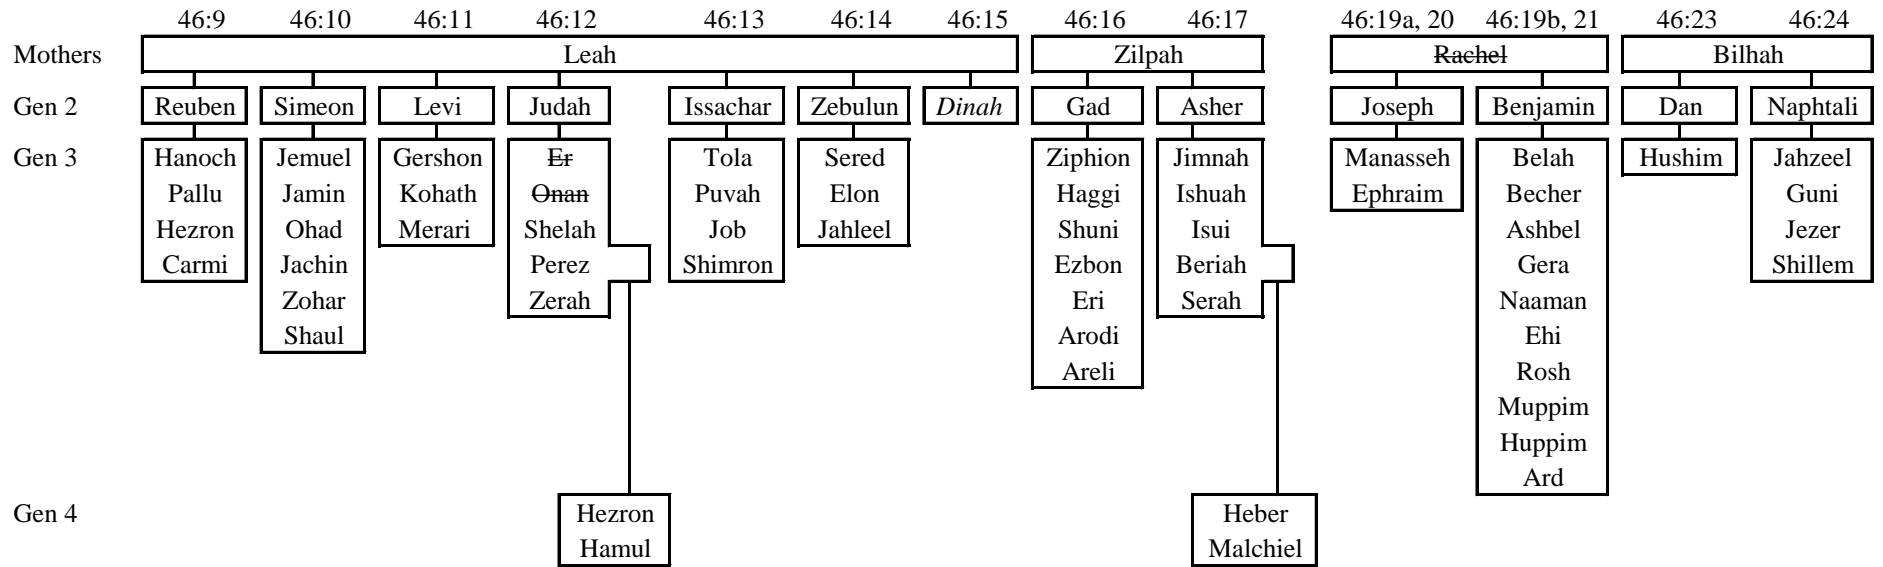 46:9 46:10 46:11 46:12 46:13 46:14 46:15 46:16 46:17 46:19a, 20 46:19b, 21 46:23 46:24
Mothers Leah Zilpah Rachel Bilhah
Gen 2 Reuben Simeon Levi Judah Issachar Zebulun Dinah Gad Asher Joseph Benjamin Dan Naphtali
Gen 3 Hanoch Jemuel Gershon Er Tola Sered Ziphion Jimnah Manasseh Belah Hushim Jahzeel
Pallu Jamin Kohath Onan Puvah Elon Haggi Ishuah Ephraim Becher Guni
Hezron Ohad Merari Shelah Job Jahleel Shuni Isui Ashbel Jezer
Carmi Jachin Perez Shimron Ezbon Beriah Gera Shillem
Zohar Zerah Eri Serah Naaman
Shaul Arodi Ehi
Areli Rosh
Muppim
Huppim
Ard
Gen 4 Hezron Heber
Hamul Malchiel